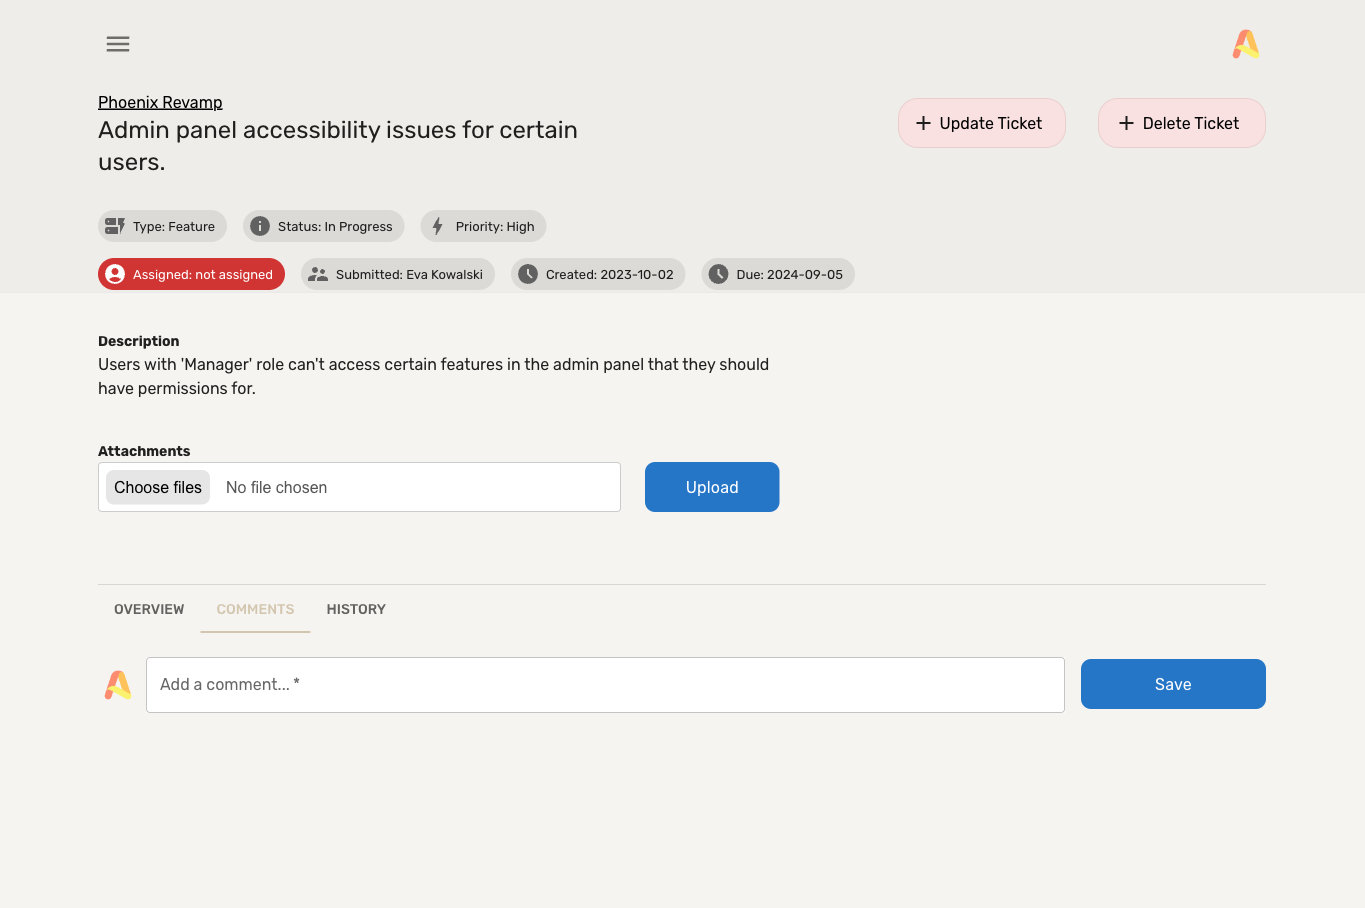 Phoenix Revamp
Admin panel accessibility issues for certain
users.
Update Ticket
Delete Ticket
Type: Feature
Status: In Progress
Priority: High
Assigned: not assigned
Submitted: Eva Kowalski
Created: 2023-10-02
Due: 2024-09-05
Description
Users with 'Manager' role can't access certain features in the admin panel that they should
have permissions for.
Attachments
Choose files No file chosen
Upload
OVERVIEW
COMMENTS
HISTORY
Add a comment... *
Save